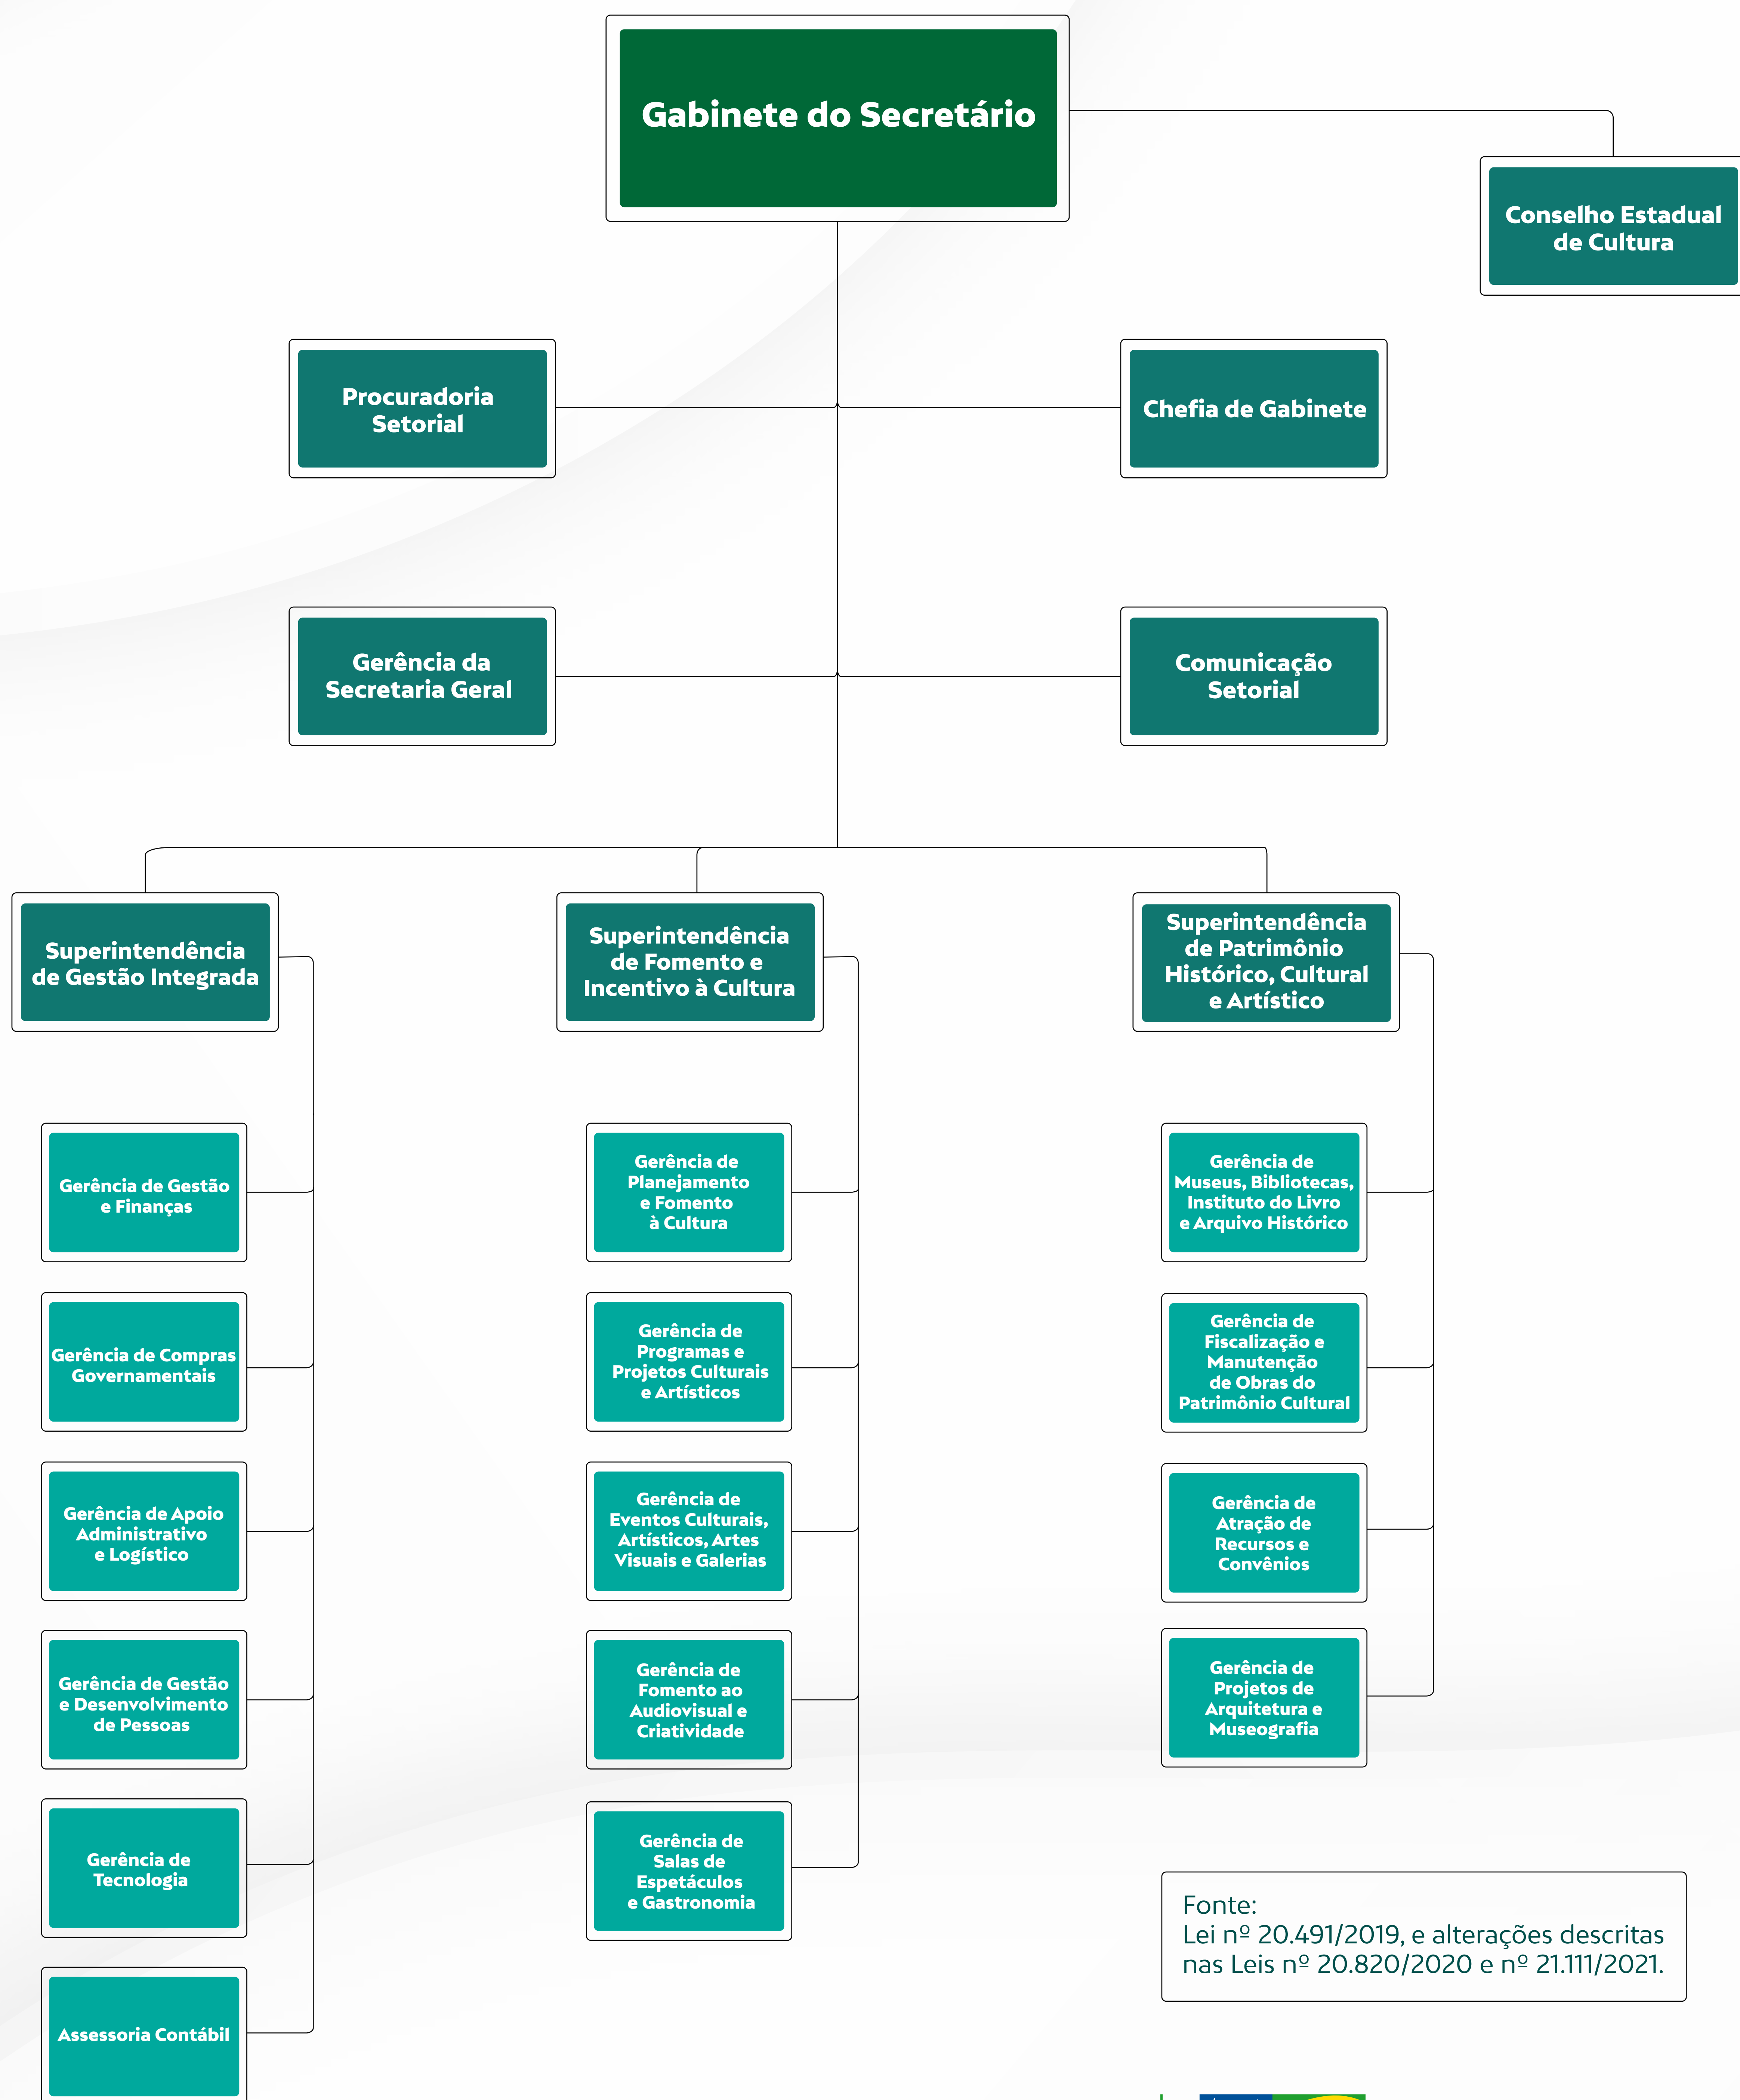 Gabinete do Secretário
Conselho Estadual
de Cultura
Procuradoria
Setorial
Chefia de Gabinete
Gerência da
Secretaria Geral
Comunicação
Setorial
Superintendência
de Gestão Integrada
Superintendência
de Fomento e
Incentivo à Cultura
Superintendência
de Patrimônio
Histórico, Cultural
e Artístico
Gerência de Gestão
e Finanças
Gerência de Compras
Governamentais
Gerência de Apoio
Administrativo
e Logístico
Gerência de Gestão
e Desenvolvimento
de Pessoas
Gerência de
Tecnologia
Assessoria Contábil
Gerência de
Planejamento
e Fomento
à Cultura
Gerência de
Programas e
Projetos Culturais
e Artísticos
Gerência de
Eventos Culturais,
Artísticos, Artes
Visuais e Galerias
Gerência de
Fomento ao
Audiovisual e
Criatividade
Gerência de
Salas de
Espetáculos
e Gastronomia
Gerência de
Museus, Bibliotecas,
Instituto do Livro
e Arquivo Histórico
Gerência de
Fiscalização e
Manutenção
de Obras do
Patrimônio Cultural
Gerência de
Atração de
Recursos e
Convênios
Gerência de
Projetos de
Arquitetura e
Museografia
Fonte:
Lei nº 20.491/2019, e alterações descritas
nas Leis nº 20.820/2020 e nº 21.111/2021.